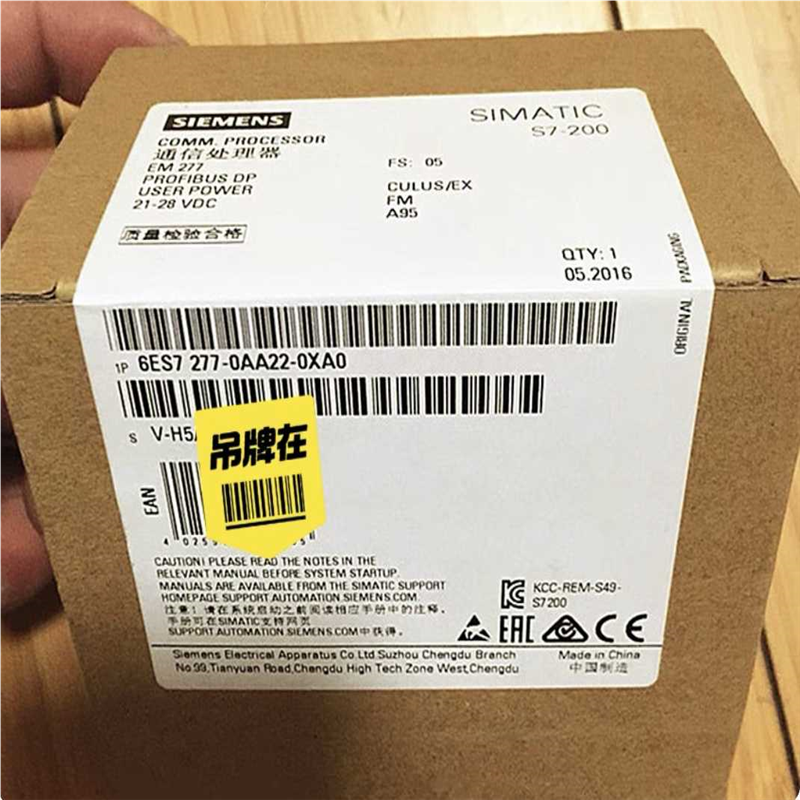 SIEMENS
SIMATIC
S7-200
COMM. PROCESSOR
通信处理器
EM 277
PROFIBUS DP
USER POWER
21-28 VDC
FS: 05
CULUS/EX
FM
A95
质量检验合格
QTY: 1
05.2016
ORIGINAL PACKAGING
1P 6ES7 277-0AA22-0XA0
S V-H5
吊牌在
EAN
CAUTION! PLEASE READ THE NOTES IN THE
RELEVANT MANUAL BEFORE SYSTEM STARTUP.
MANUALS ARE AVAILABLE FROM THE SIMATIC SUPPORT
HOMEPAGE SUPPORT.AUTOMATION.SIEMENS.COM.
注意！请在系统启动之前阅读相应手册中的注释。
手册可在SIMATIC支持网页
SUPPORT.AUTOMATION.SIEMENS.COM中获得。
KCC-REM-S49-
S7200
EAC CE
Siemens Electrical Apparatus Co.Ltd.Suzhou Chengdu Branch
No.99,Tianyuan Road,Chengdu High Tech Zone West,Chengdu
Made in China
中国制造